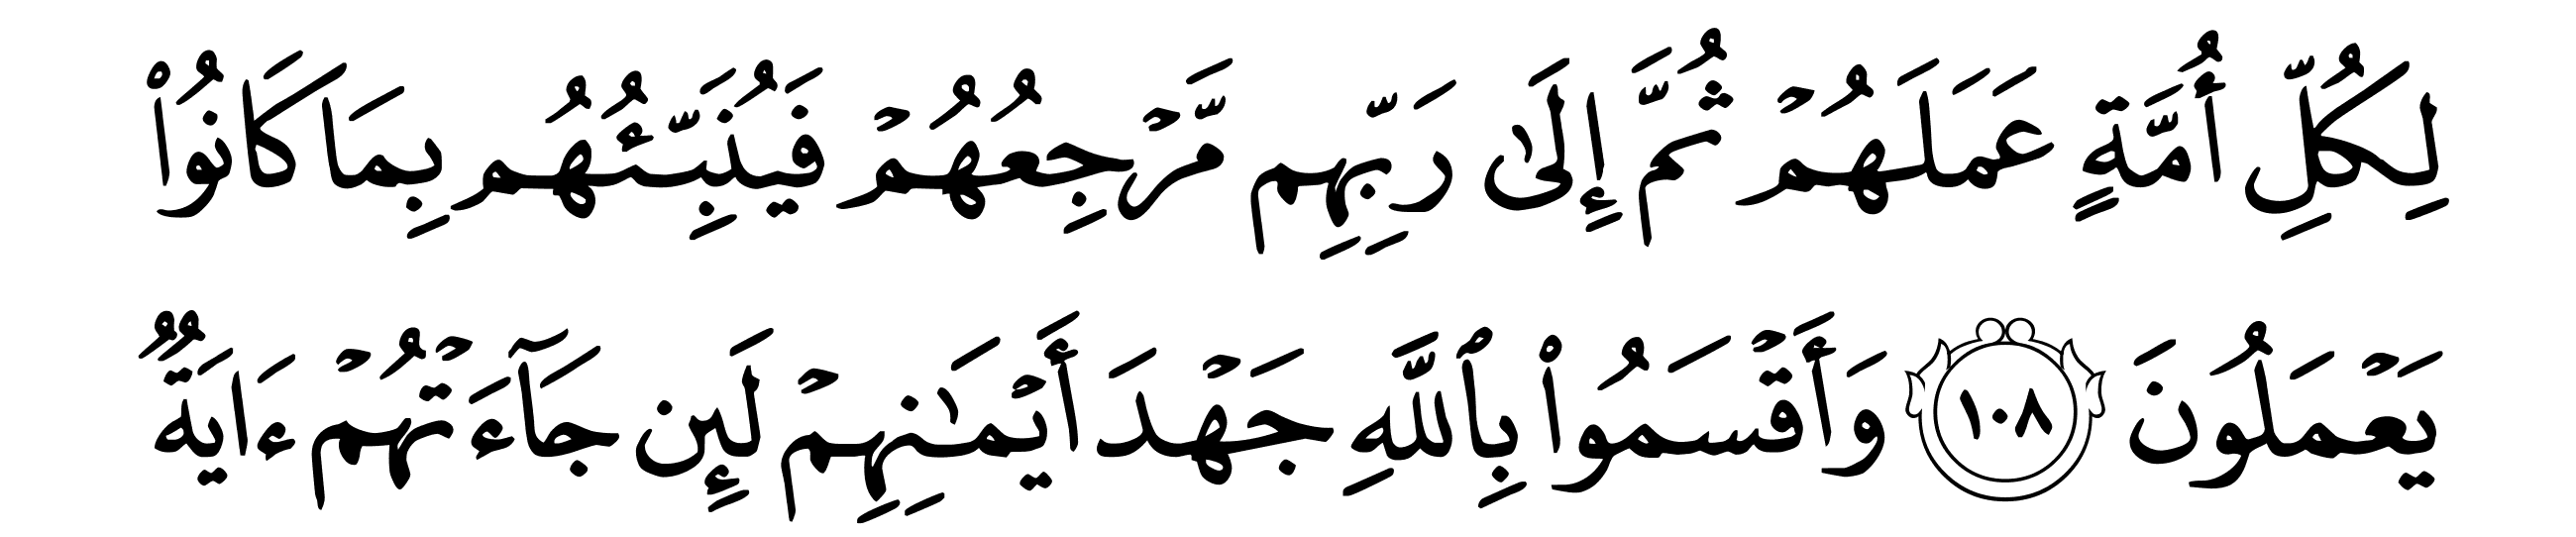 لِكُلِّ أُمَّةٍ عَمَلَهُمْ ثُمَّ إِلَىٰ رَبِّهِم مَّرْجِعُهُمْ فَيُنَبِّئُهُم بِمَا كَانُوا۟
يَعْمَلُونَ ١٠٨ وَأَقْسَمُوا۟ بِٱللَّهِ جَهْدَ أَيْمَـٰنِهِمْ لَئِن جَآءَتْهُمْ ءَايَةٌ